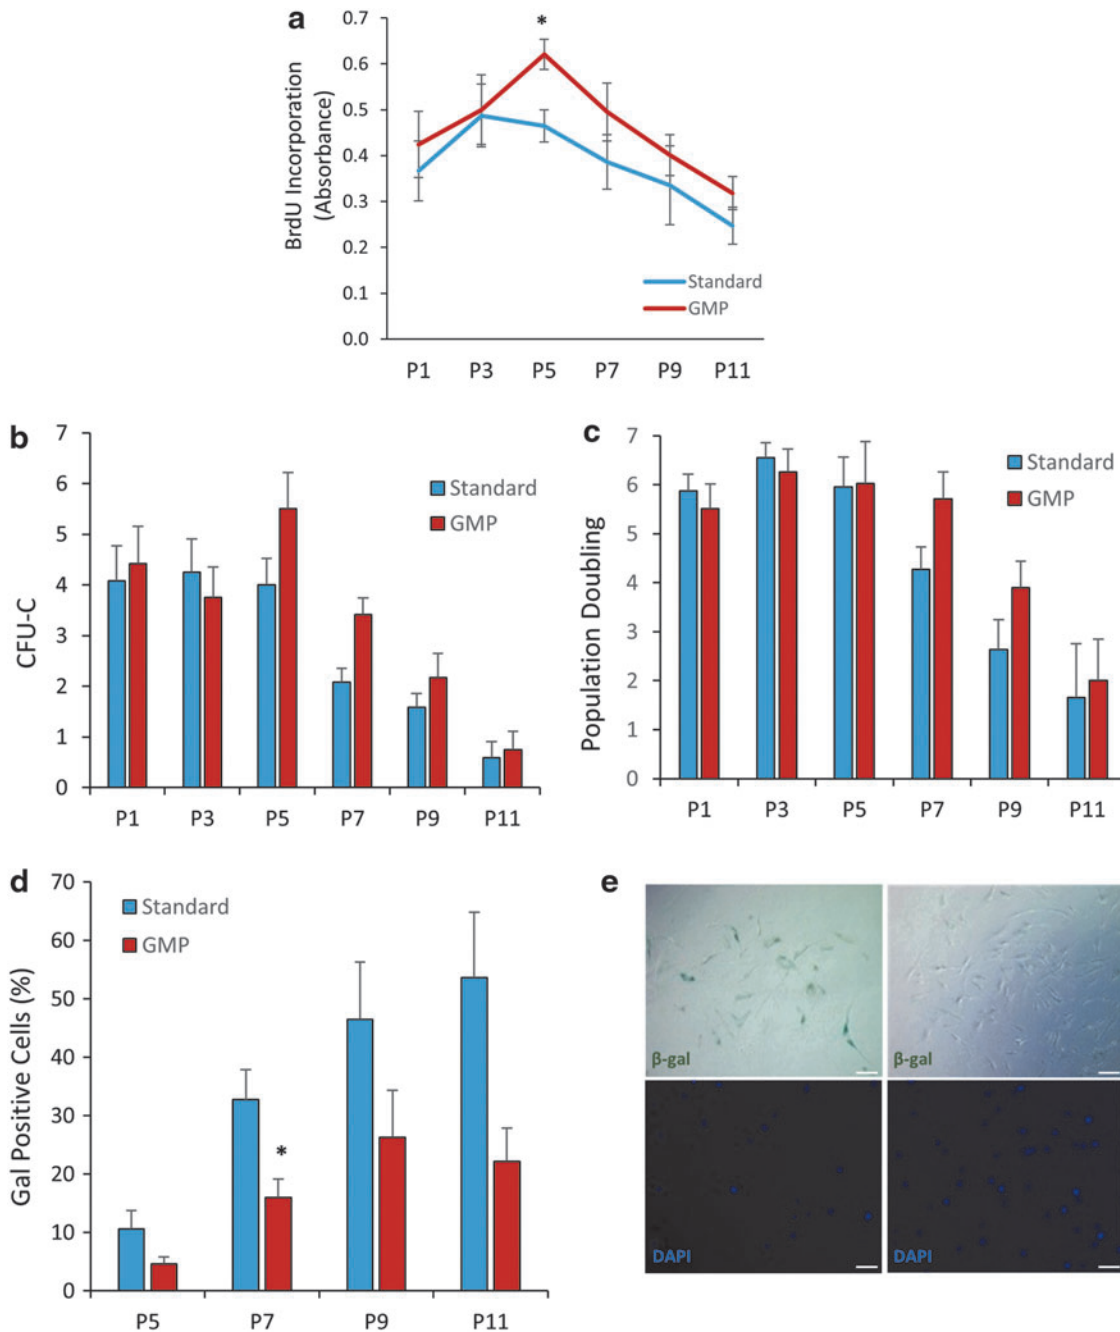 a
*
0.7
0.6
0.5
0.4
0.3
0.2
0.1
0.0
BrdU Incorporation
(Absorbance)
Standard
GMP
P1 P3 P5 P7 P9 P11
b
7
6
5
4
3
2
1
0
CFU-C
Standard
GMP
P1 P3 P5 P7 P9 P11
c
7
6
5
4
3
2
1
0
Population Doubling
Standard
GMP
P1 P3 P5 P7 P9 P11
d
70
60
50
40
30
20
10
0
Gal Positive Cells (%)
Standard
GMP
*
P5 P7 P9 P11
e
β-gal
β-gal
DAPI
DAPI